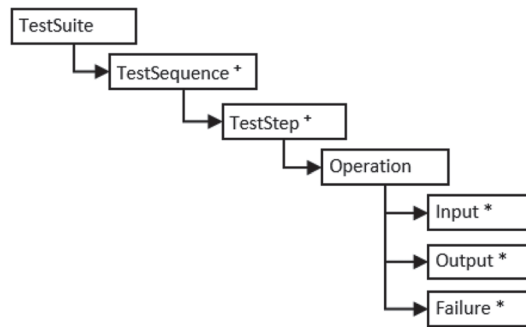 TestSuite
TestSequence +
TestStep +
Operation
Input *
Output *
Failure *